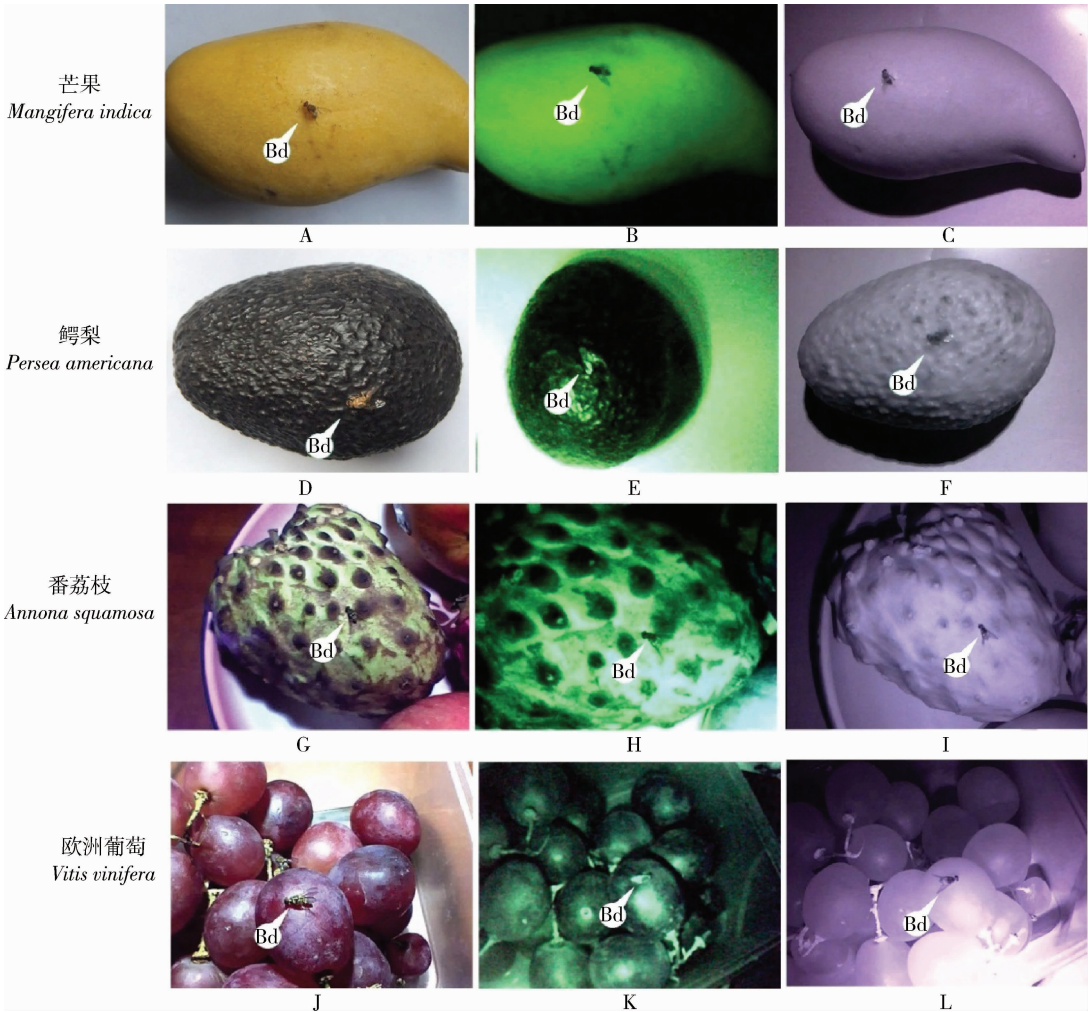 芒果
Mangifera indica
Bd
Bd
Bd
A
B
C
鳄梨
Persea americana
Bd
Bd
Bd
D
E
F
番荔枝
Annona squamosa
Bd
Bd
Bd
G
H
I
欧洲葡萄
Vitis vinifera
Bd
Bd
Bd
J
K
L